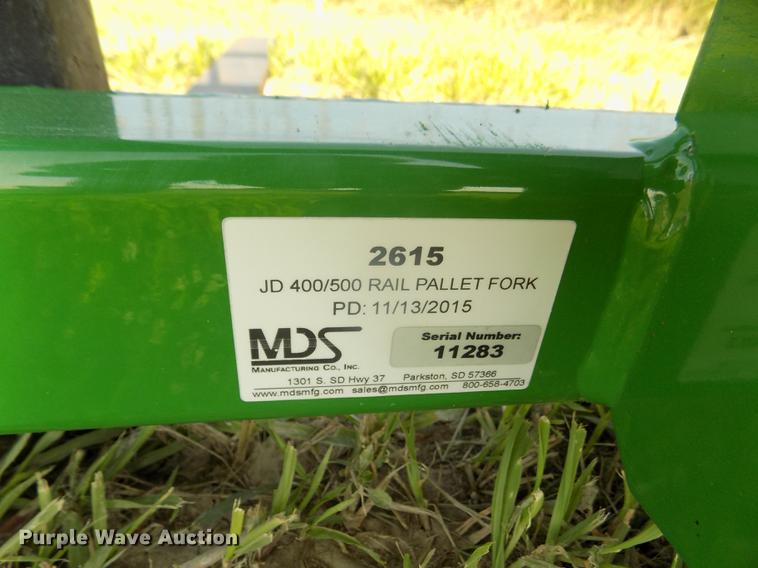 2615
JD 400/500 RAIL PALLET FORK
PD: 11/13/2015
MDS
MANUFACTURING CO., INC.
Serial Number:
11283
1301 S. SD Hwy 37 Parkston, SD 57366
www.mdsmfg.com sales@mdsmfg.com 800-658-4703
Purple Wave Auction